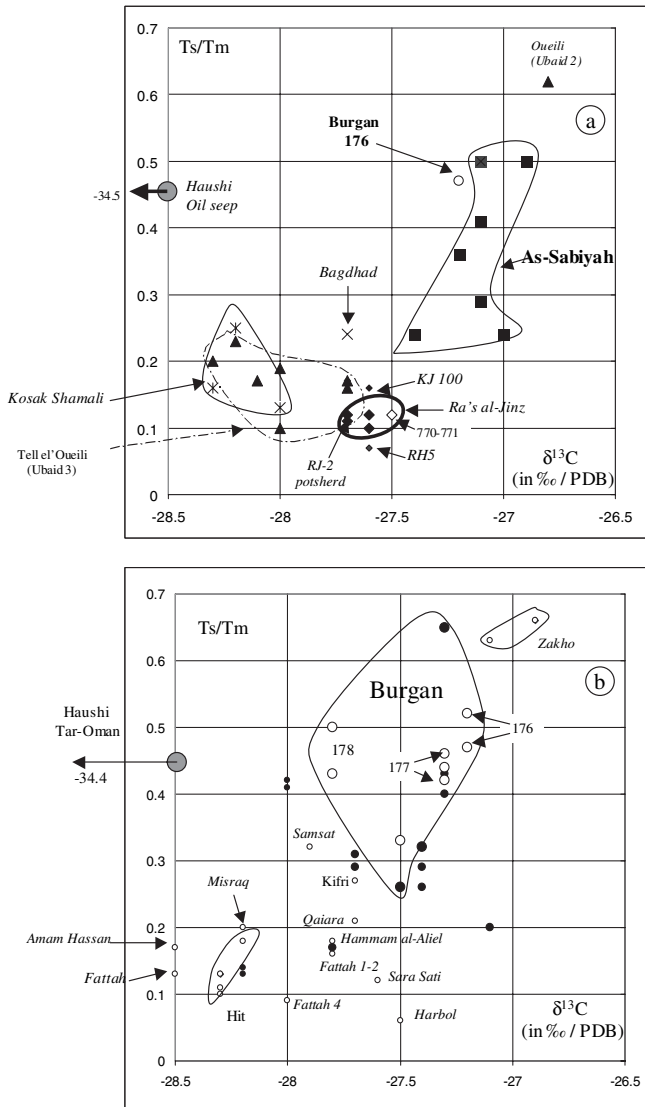 Ts/Tm
0.7
0.6
0.5
0.4
0.3
0.2
0.1
0
Oueili
(Ubaid 2)
a
Burgan
176
-34.5
Haushi
Oil seep
As-Sabiyah
Bagdhad
Kosak Shamali
KJ 100
Ra's al-Jinz
770-771
Tell el'Oueili
(Ubaid 3)
RJ-2
potsherd
RH5
δ13C
(in ‰ / PDB)
-28.5 -28 -27.5 -27 -26.5
0.7
0.6
0.5
0.4
0.3
0.2
0.1
0
Ts/Tm
Zakho
b
Burgan
Haushi
Tar-Oman
-34.4
178
176
177
Samsat
Kifri
Misraq
Qaiara
Amam Hassan
Hammam al-Aliel
Fattah 1-2
Fattah
Sara Sati
Hit
Fattah 4
Harbol
δ13C
(in ‰ / PDB)
-28.5 -28 -27.5 -27 -26.5